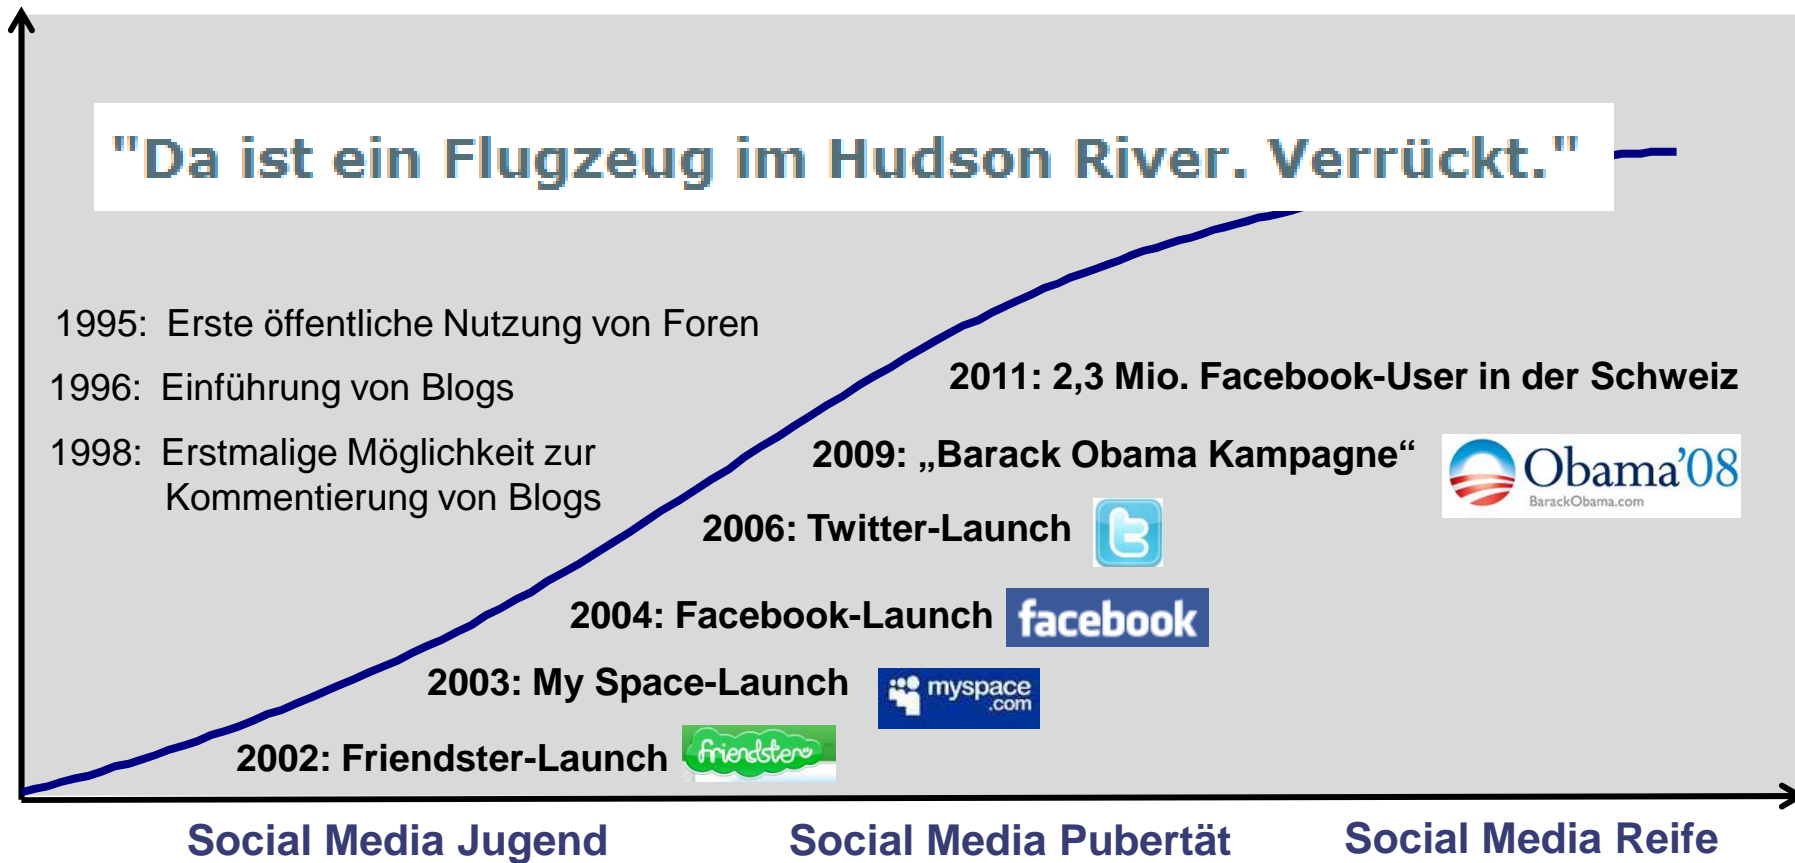 "Da ist ein Flugzeug im Hudson River. Verrückt."
1995: Erste öffentliche Nutzung von Foren
1996: Einführung von Blogs
1998: Erstmalige Möglichkeit zur
Kommentierung von Blogs
2011: 2,3 Mio. Facebook-User in der Schweiz
2009: „Barack Obama Kampagne“
Obama'08
BarackObama.com
2006: Twitter-Launch
t
2004: Facebook-Launch
facebook
2003: My Space-Launch
myspace
.com
2002: Friendster-Launch
friendster
Social Media Jugend
Social Media Pubertät
Social Media Reife